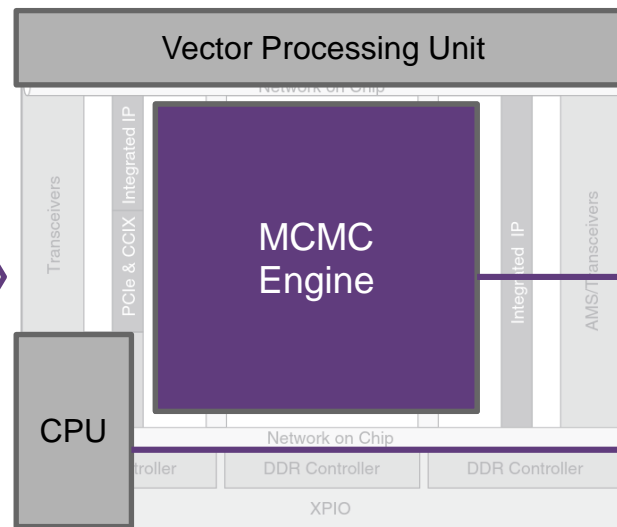 Vector Processing Unit
Network on Chip
Transceivers
PCIe & CCIX
Integrated IP
MCMC
Engine
Integrated IP
AMS/Transceivers
CPU
Network on Chip
troller
DDR Controller
DDR Controller
XPIO